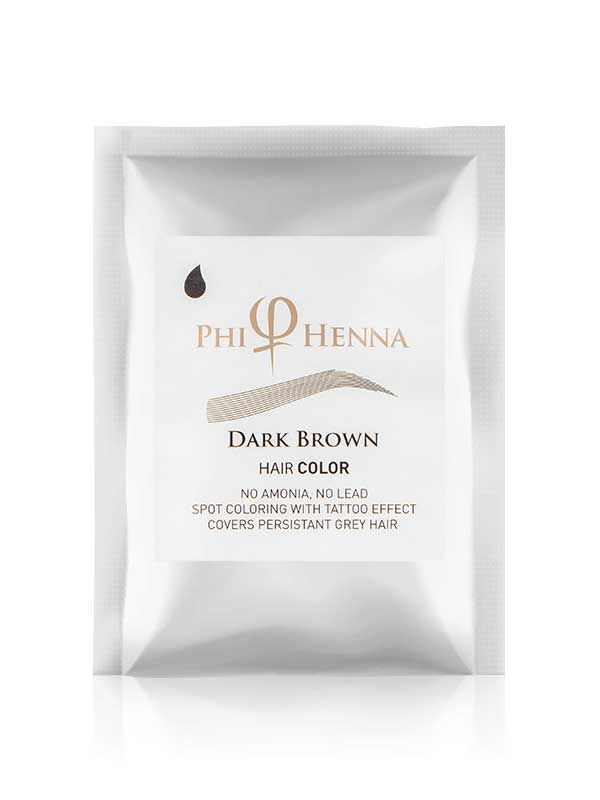 PHI φ HENNA
DARK BROWN
HAIR COLOR
NO AMONIA, NO LEAD
SPOT COLORING WITH TATTOO EFFECT
COVERS PERSISTANT GREY HAIR